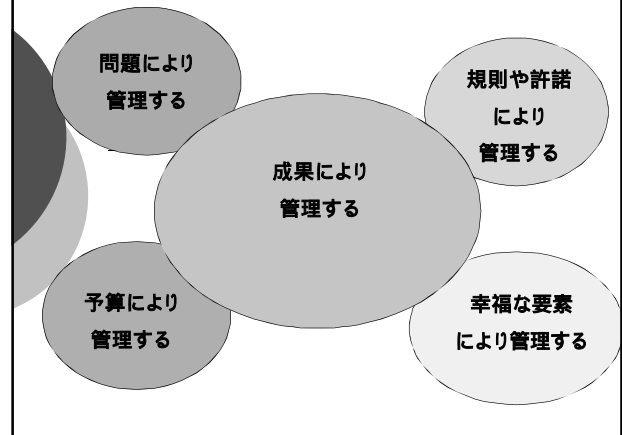 問題により
管理する
規則や許諾
により
管理する
成果により
管理する
予算により
管理する
幸福な要素
により管理する